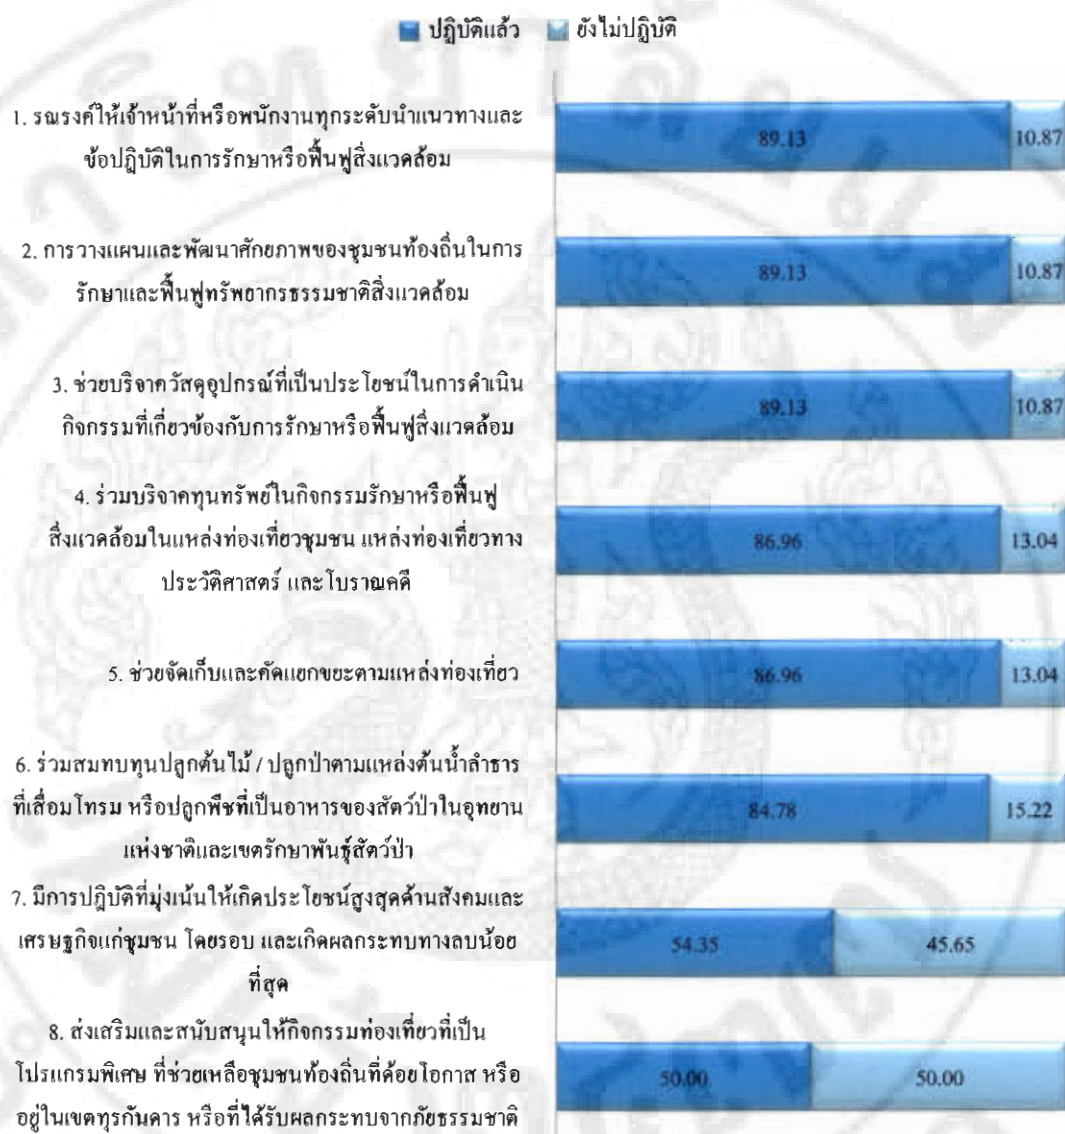 ปฏิบัติแล้ว ยังไม่ปฏิบัติ
1. รณรงค์ให้เจ้าหน้าที่หรือพนักงานทุกระดับนำแนวทางและ
ข้อปฏิบัติในการรักษาหรือฟื้นฟูสิ่งแวดล้อม
89.13 10.87
2. การวางแผนและพัฒนาศักยภาพของชุมชนท้องถิ่นในการ
รักษาและฟื้นฟูทรัพยากรธรรมชาติสิ่งแวดล้อม
89.13 10.87
3. ช่วยบริจาควัสดุอุปกรณ์ที่เป็นประโยชน์ในการดำเนิน
กิจกรรมที่เกี่ยวข้องกับการรักษาหรือฟื้นฟูสิ่งแวดล้อม
89.13 10.87
4. ร่วมบริจาคทุนทรัพย์ในกิจกรรมรักษาหรือฟื้นฟู
สิ่งแวดล้อมในแหล่งท่องเที่ยวชุมชน แหล่งท่องเที่ยวทาง
ประวัติศาสตร์ และโบราณคดี
86.96 13.04
5. ช่วยจัดเก็บและคัดแยกขยะตามแหล่งท่องเที่ยว
86.96 13.04
6. ร่วมสมทบทุนปลูกต้นไม้ / ปลูกป่าตามแหล่งต้นน้ำลำธาร
ที่เสื่อมโทรม หรือปลูกพืชที่เป็นอาหารของสัตว์ป่าในอุทยาน
แห่งชาติและเขตรักษาพันธุ์สัตว์ป่า
84.78 15.22
7. มีการปฏิบัติที่มุ่งเน้นให้เกิดประโยชน์สูงสุดด้านสังคมและ
เศรษฐกิจแก่ชุมชน โดยรอบ และเกิดผลกระทบทางลบน้อย
ที่สุด
54.35 45.65
8. ส่งเสริมและสนับสนุนให้กิจกรรมท่องเที่ยวที่เป็น
โปรแกรมพิเศษ ที่ช่วยเหลือชุมชนท้องถิ่นที่ด้อยโอกาส หรือ
อยู่ในเขตทุรกันดาร หรือที่ได้รับผลกระทบจากภัยธรรมชาติ
50.00 50.00